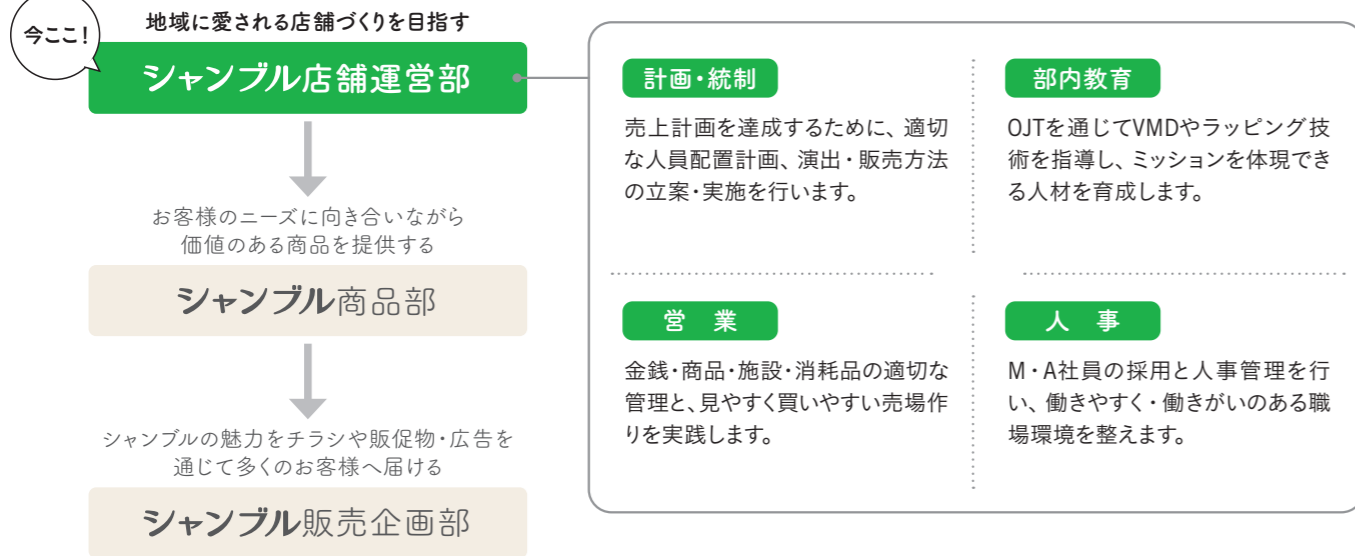 今ここ!
地域に愛される店舗づくりを目指す
シャンブル店舗運営部
お客様のニーズに向き合いながら
価値のある商品を提供する
シャンブル商品部
シャンブルの魅力をチラシや販促物・広告を
通じて多くのお客様へ届ける
シャンブル販売企画部
計画・統制
売上計画を達成するために、適切
な人員配置計画、演出・販売方法
の立案・実施を行います。
部内教育
OJTを通じてVMDやラッピング技
術を指導し、ミッションを体現でき
る人材を育成します。
営 業
金銭・商品・施設・消耗品の適切な
管理と、見やすく買いやすい売場作
りを実践します。
人 事
M・A社員の採用と人事管理を行
い、働きやすく・働きがいのある職
場環境を整えます。